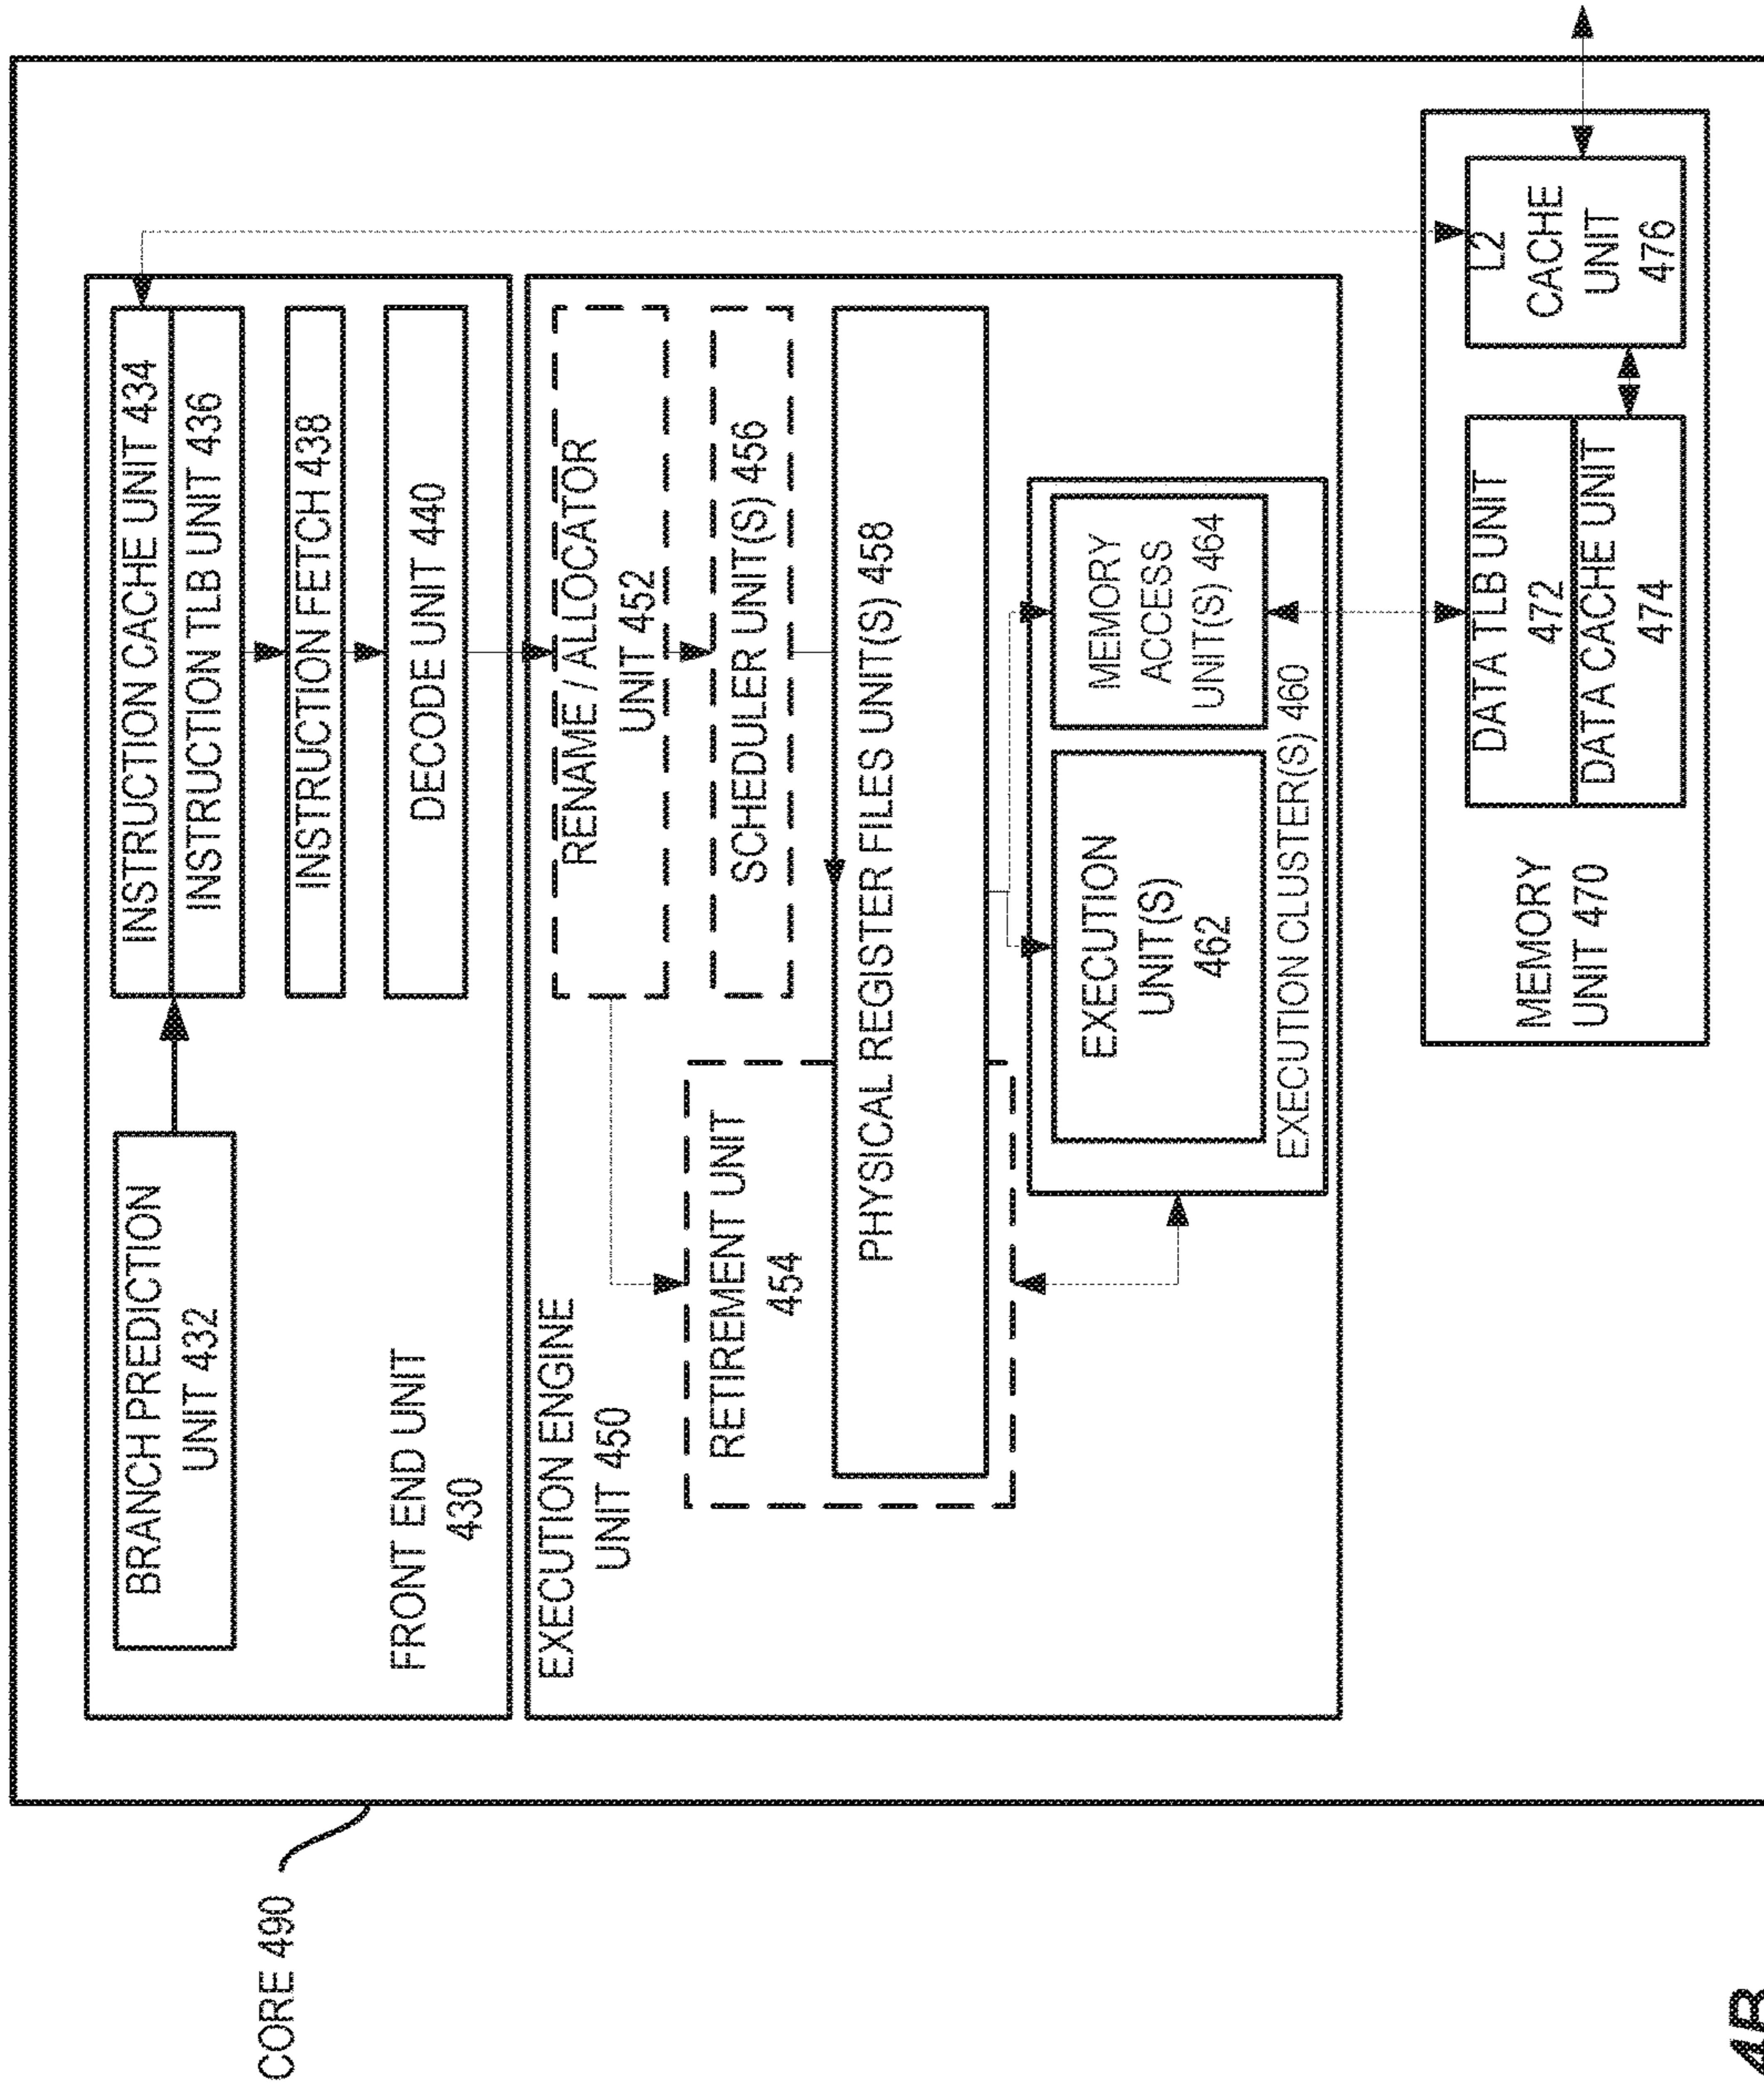 CORE 490
BRANCH PREDICTION
UNIT 432
INSTRUCTION CACHE UNIT 434
INSTRUCTION TLB UNIT 436
INSTRUCTION FETCH 438
DECODE UNIT 440
FRONT END UNIT
430
EXECUTION ENGINE
UNIT 450
RENAME / ALLOCATOR
UNIT 452
SCHEDULER UNIT(S) 456
RETIREMENT UNIT
454
PHYSICAL REGISTER FILES UNIT(S) 458
EXECUTION
UNIT(S)
462
MEMORY
ACCESS
UNIT(S) 464
EXECUTION CLUSTER(S) 460
MEMORY
UNIT 470
DATA TLB UNIT
472
DATA CACHE UNIT
474
L2
CACHE
UNIT
476
4B